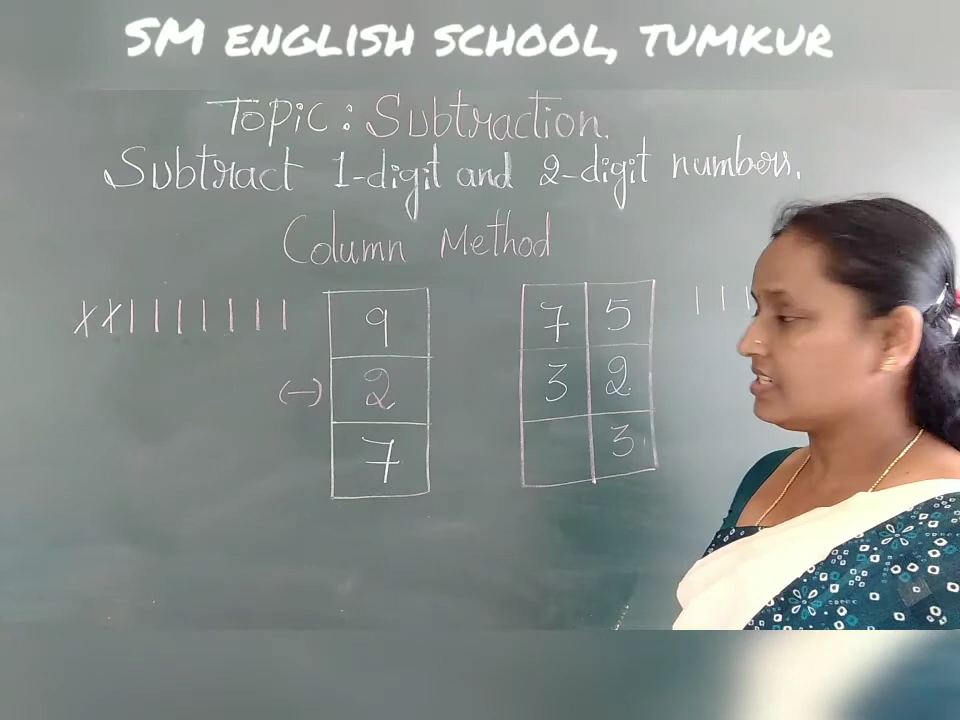 SM ENGLISH SCHOOL, TUMKUR
Topic : Subtraction.
Subtract 1-digit and 2-digit numbers.
Column Method
9
(-) 2
7
7 5
3 2
3